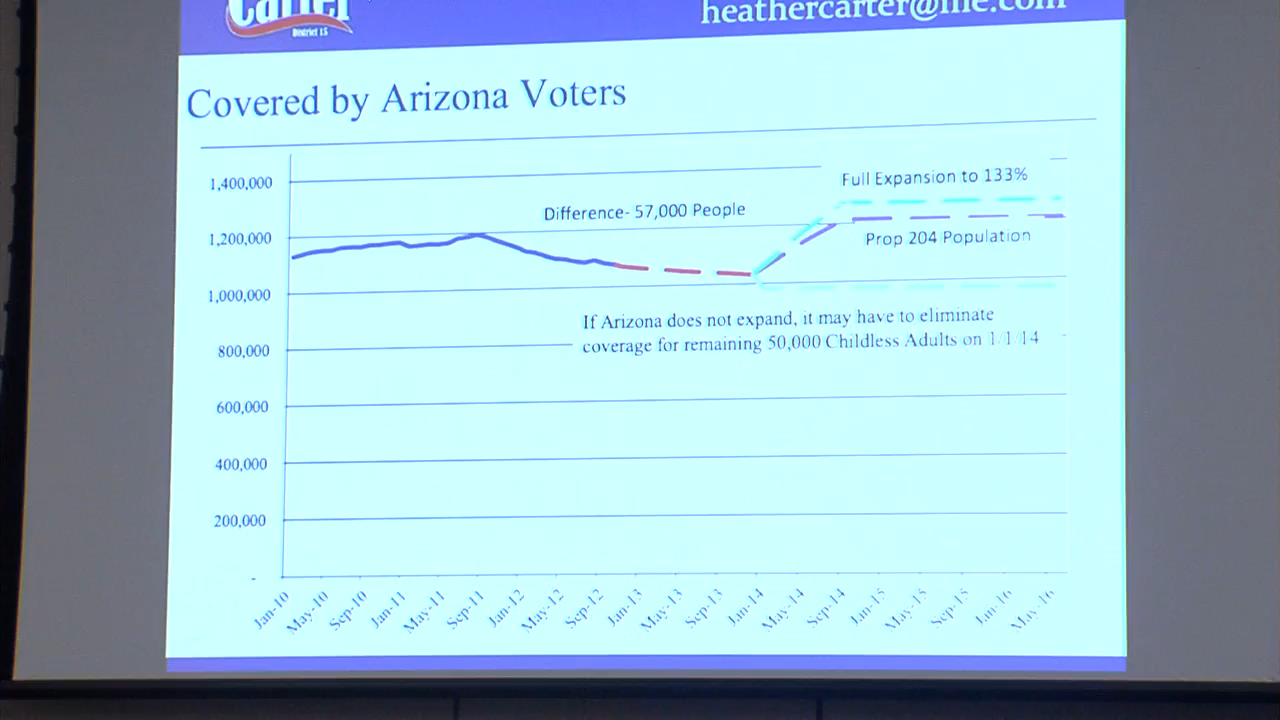 Carter
District 15
heathercarter@me.com
Covered by Arizona Voters
1,400,000
1,200,000
1,000,000
800,000
600,000
400,000
200,000
-
Full Expansion to 133%
Difference- 57,000 People
Prop 204 Population
If Arizona does not expand, it may have to eliminate
coverage for remaining 50,000 Childless Adults on 1/1/14
Jan-10
May-10
Sep-10
Jan-11
May-11
Sep-11
Jan-12
May-12
Sep-12
Jan-13
May-13
Sep-13
Jan-14
May-14
Sep-14
Jan-15
May-15
Sep-15
Jan-16
May-16